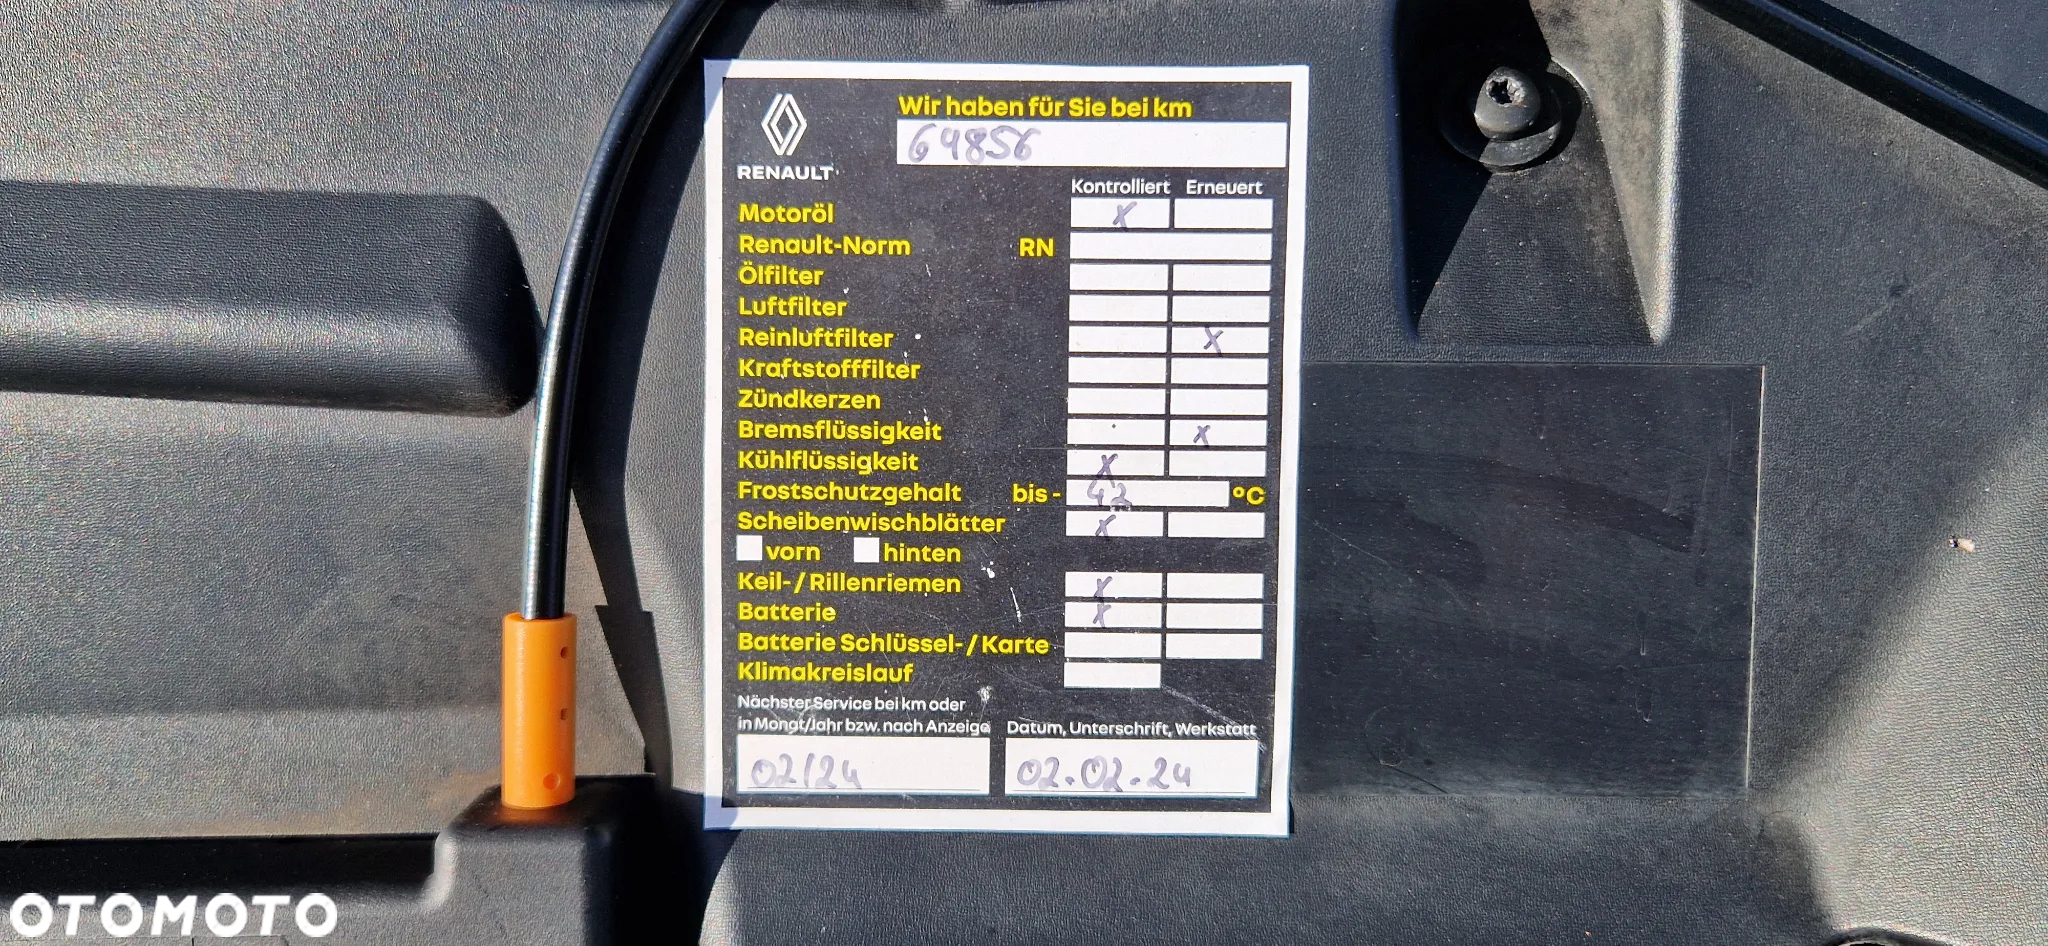 Wir haben für Sie bei km
64856
RENAULT
Kontrolliert Erneuert
Motoröl X
Renault-Norm RN
Ölfilter
Luftfilter
Reinluftfilter X
Kraftstofffilter
Zündkerzen
Bremsflüssigkeit X
Kühlflüssigkeit X
Frostschutzgehalt bis - 42 °C
Scheibenwischblätter X
vorn hinten
Keil- / Rillenriemen X
Batterie X
Batterie Schlüssel- / Karte
Klimakreislauf
Nächster Service bei km oder
in Monat/Jahr bzw. nach Anzeige Datum, Unterschrift, Werkstatt
02/24 02.02.24
OTOMOTO